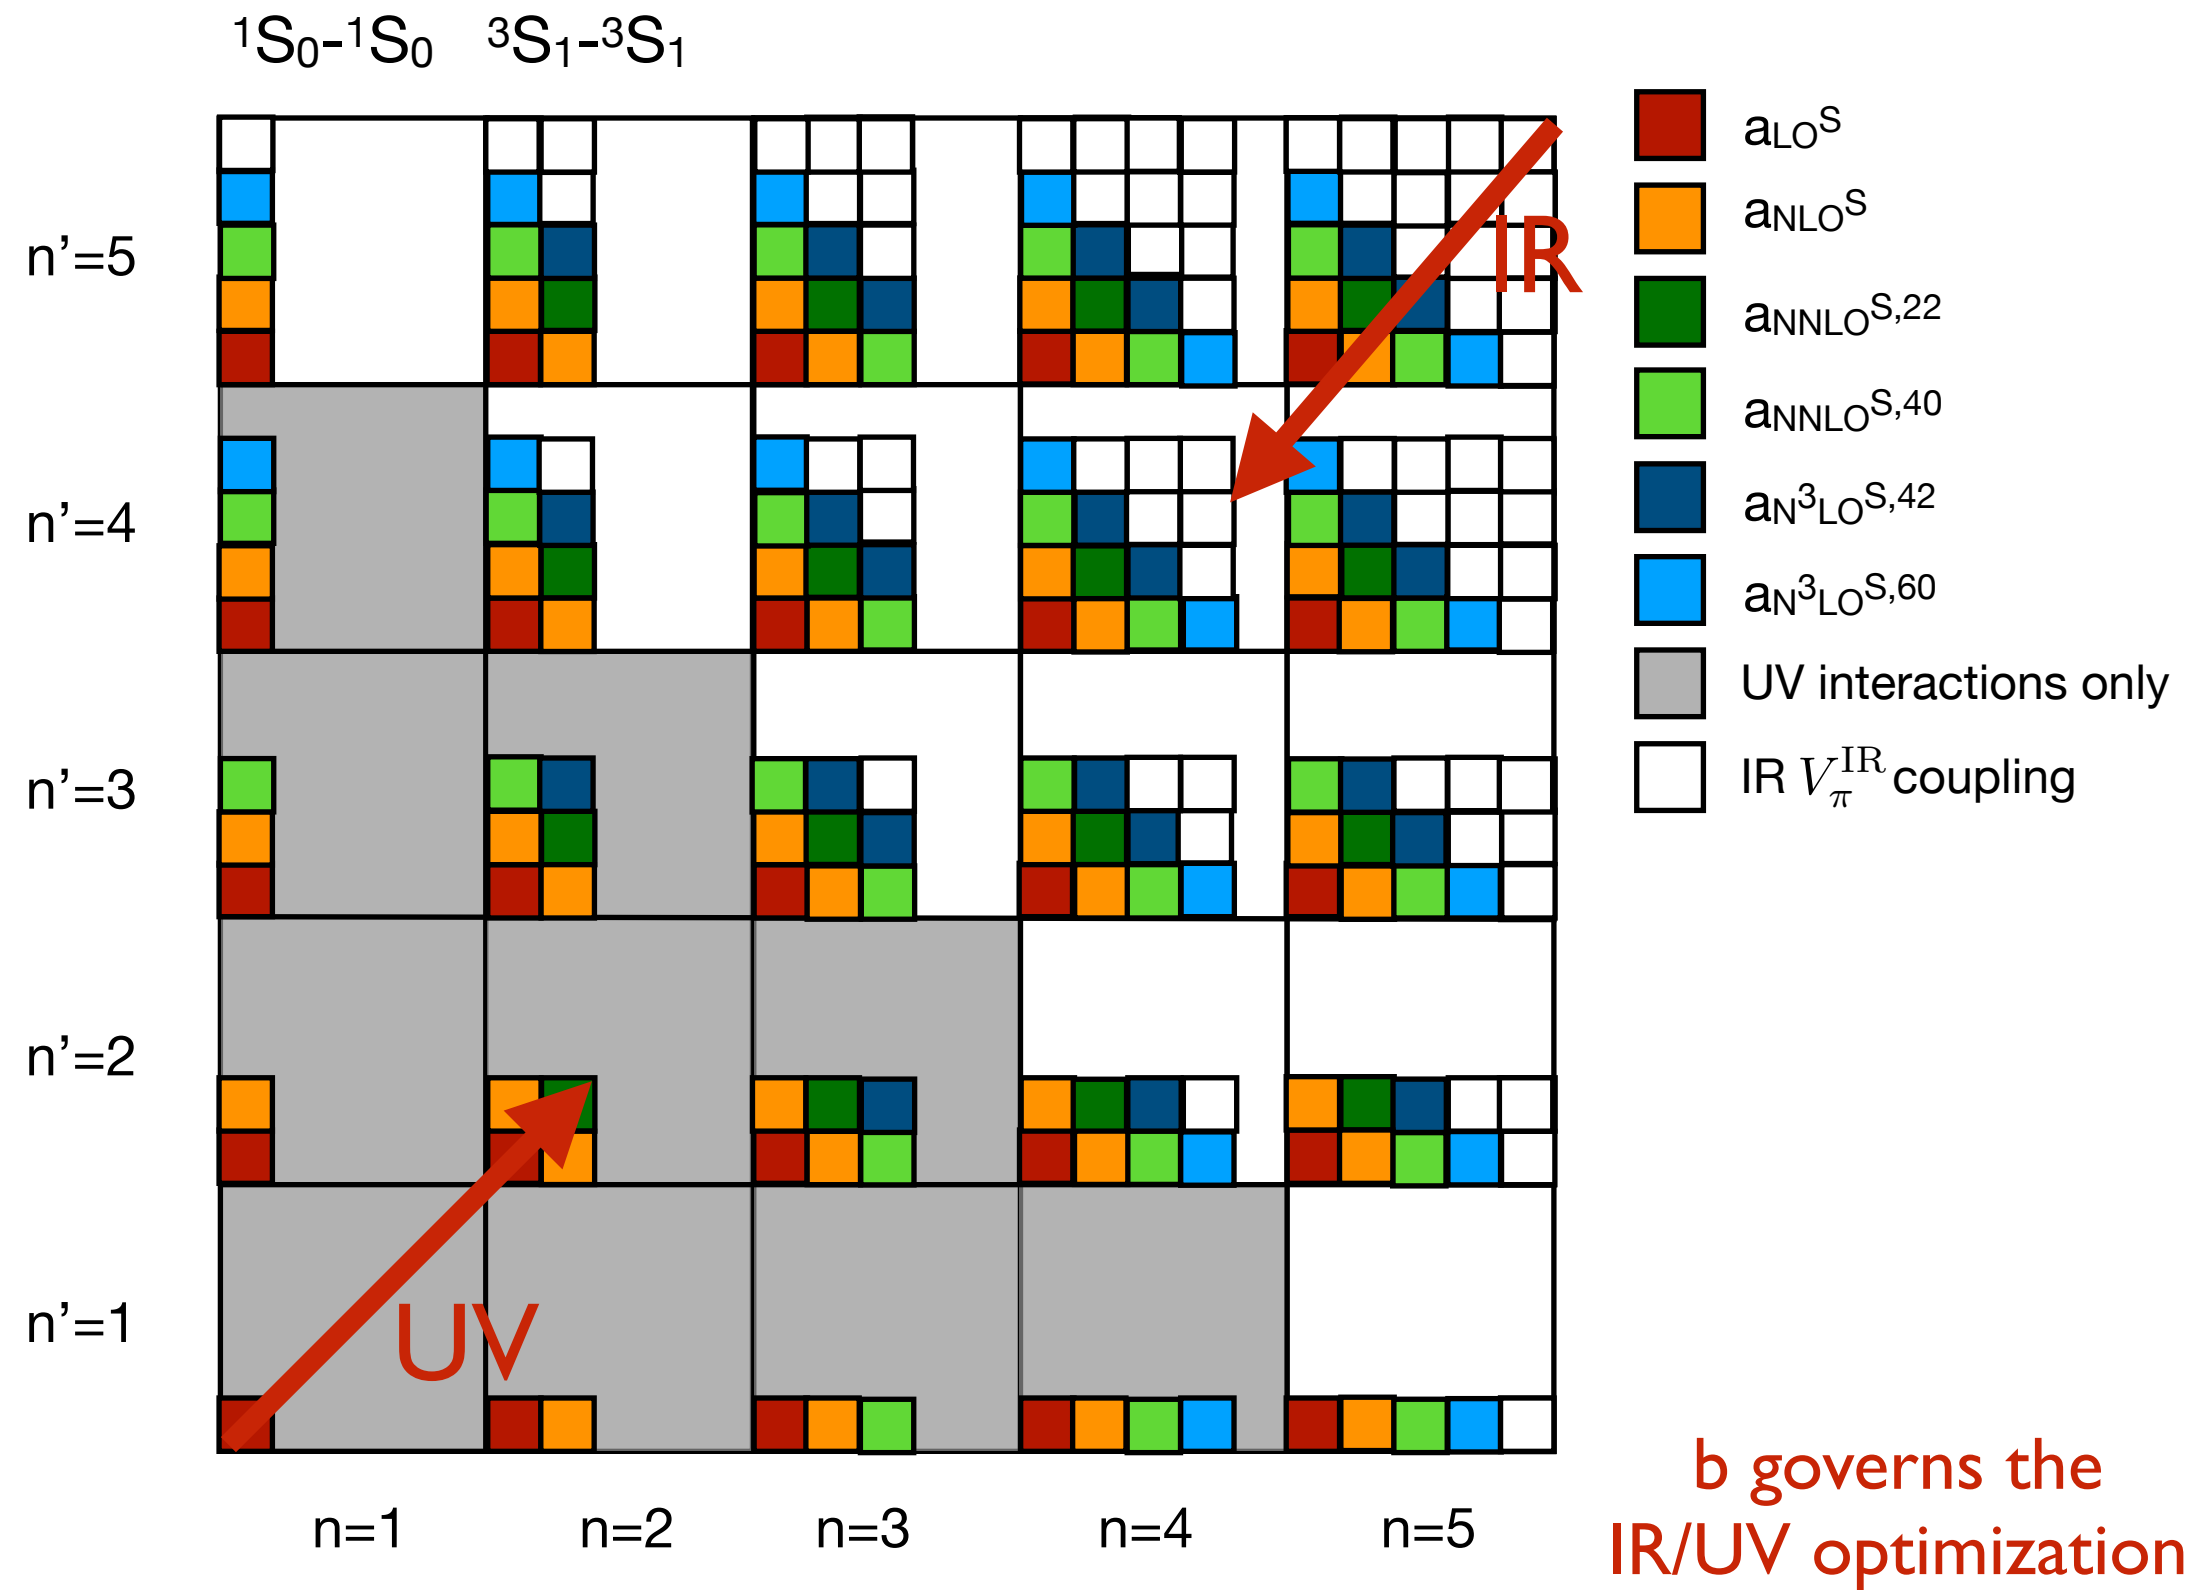 ¹S₀-¹S₀ ³S₁-³S₁
n’=5
n’=4
n’=3
n’=2
n’=1
n=1 n=2 n=3 n=4 n=5
IR
UV
a_LO^S
a_NLO^S
a_NNLO^S,22
a_NNLO^S,40
a_N³LO^S,42
a_N³LO^S,60
UV interactions only
IR V_π^IR coupling
b governs the
IR/UV optimization